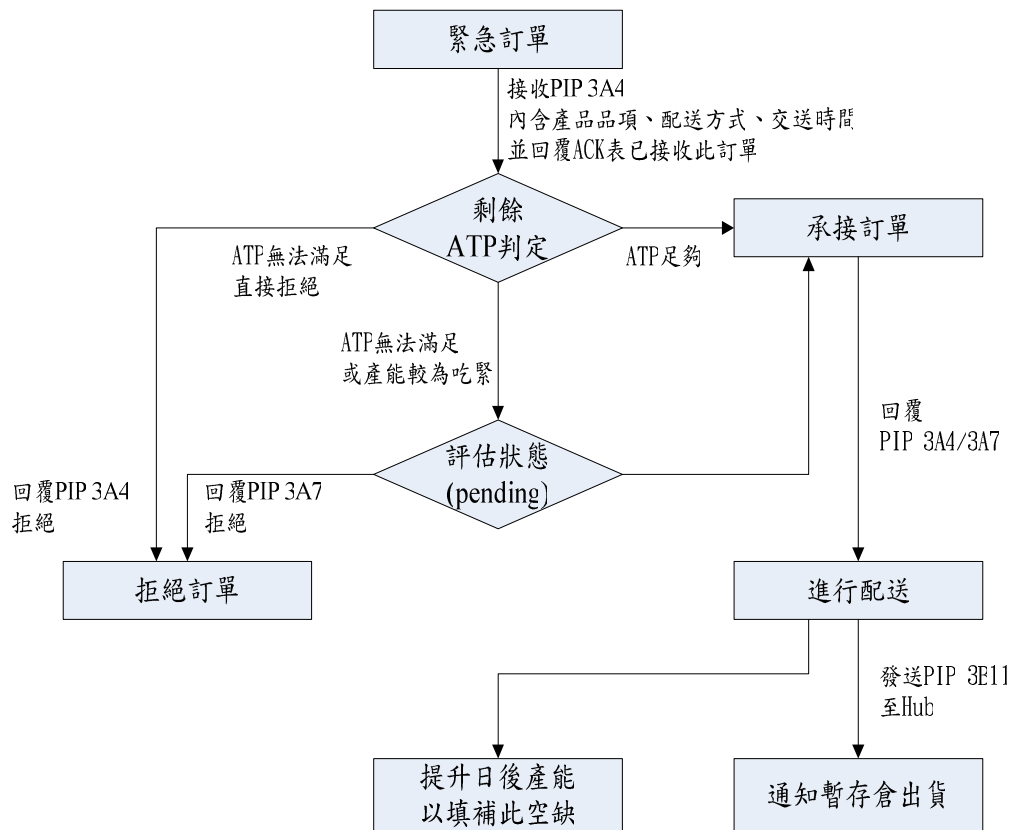 緊急訂單
接收PIP 3A4
內含產品品項、配送方式、交送時間
並回覆ACK表已接收此訂單
剩餘
ATP判定
承接訂單
ATP無法滿足
直接拒絕
ATP足夠
ATP無法滿足
或產能較為吃緊
回覆
PIP 3A4/3A7
評估狀態
(pending)
回覆PIP 3A4
拒絕
回覆PIP 3A7
拒絕
拒絕訂單
進行配送
發送PIP 3B11
至Hub
提升日後產能
以填補此空缺
通知暫存倉出貨